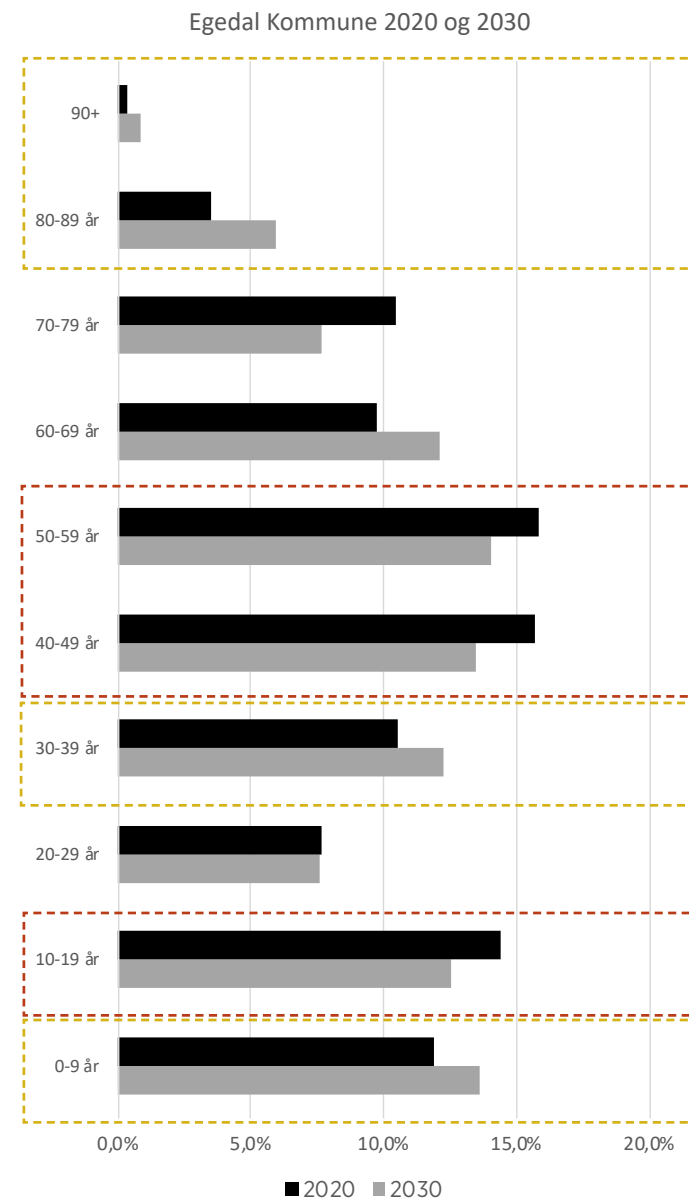 Egedal Kommune 2020 og 2030
90+
80-89 år
70-79 år
60-69 år
50-59 år
40-49 år
30-39 år
20-29 år
10-19 år
0-9 år
0,0% 5,0% 10,0% 15,0% 20,0%
2020 2030